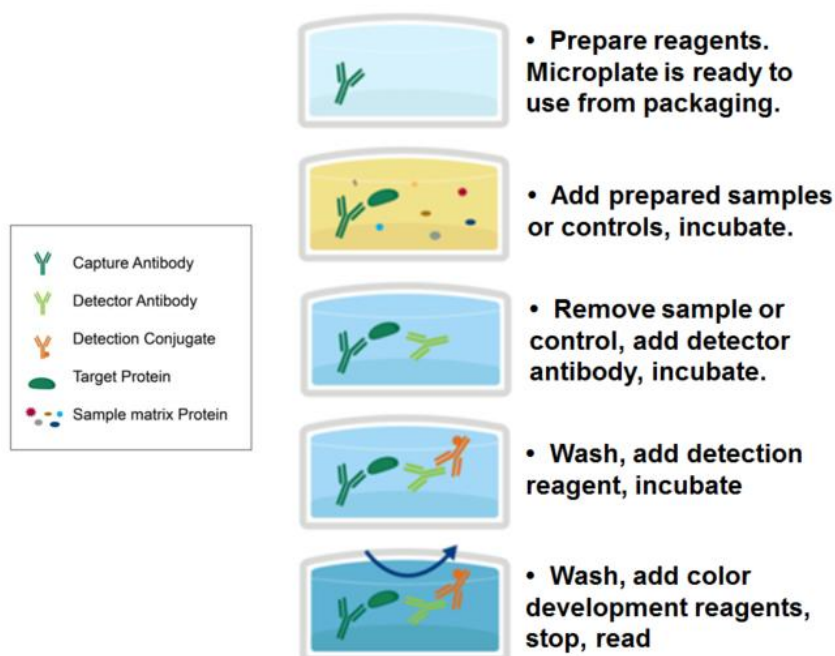 • Prepare reagents.
Microplate is ready to
use from packaging.
• Add prepared samples
or controls, incubate.
• Remove sample or
control, add detector
antibody, incubate.
• Wash, add detection
reagent, incubate
• Wash, add color
development reagents,
stop, read
Capture Antibody
Detector Antibody
Detection Conjugate
Target Protein
Sample matrix Protein